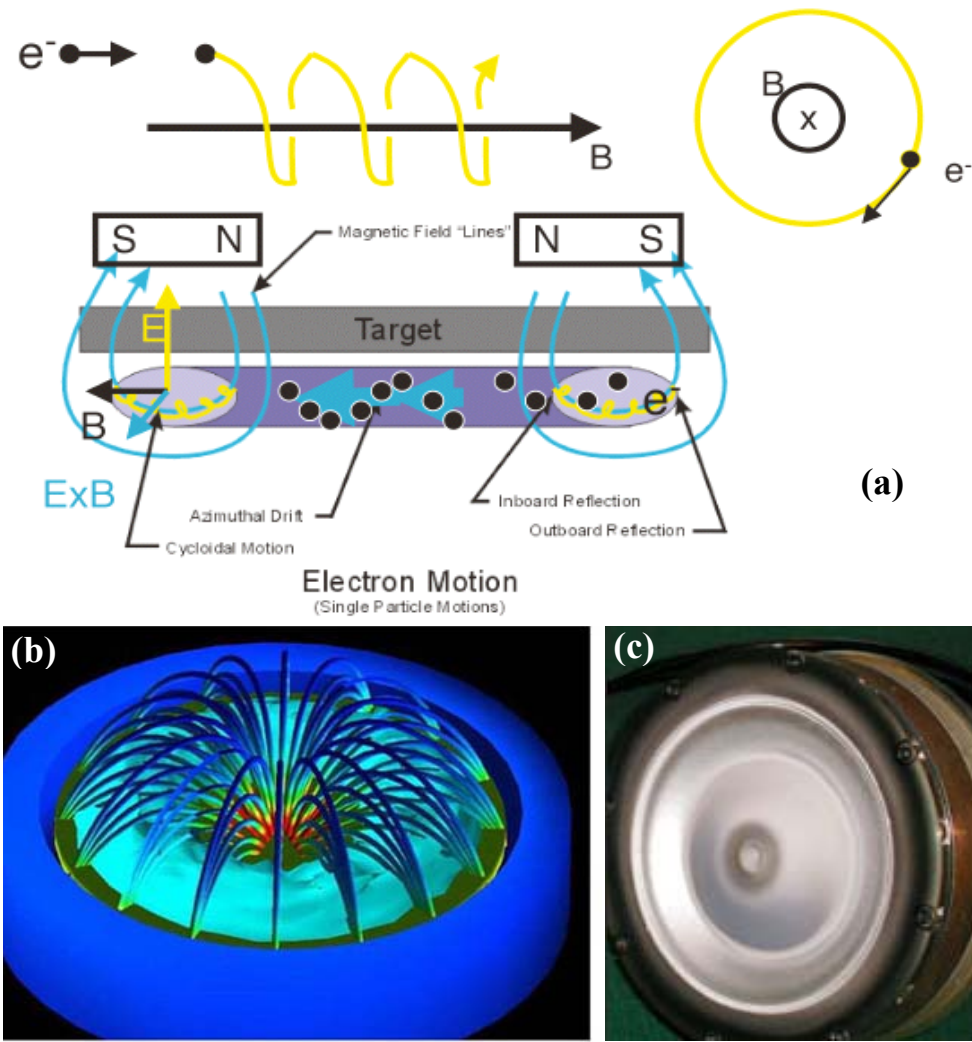 e-
B
B
x
e-
S N
N S
Magnetic Field "Lines"
Target
E
B
e-
ExB
Azimuthal Drift
Cycloidal Motion
Inboard Reflection
Outboard Reflection
(a)
Electron Motion
(Single Particle Motions)
(b)
(c)